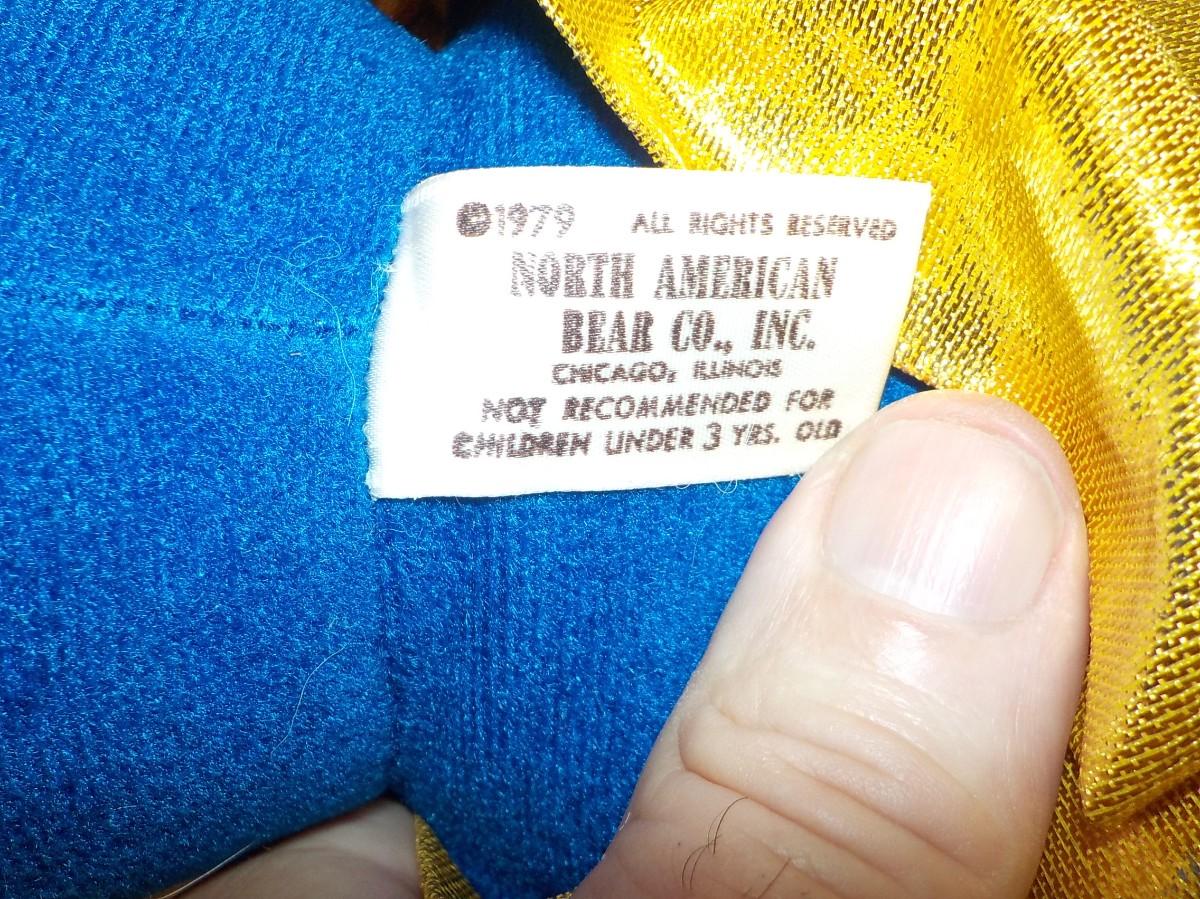 ©1979 ALL RIGHTS RESERVED
NORTH AMERICAN
BEAR CO., INC.
CHICAGO, ILLINOIS
NOT RECOMMENDED FOR
CHILDREN UNDER 3 YRS. OLD